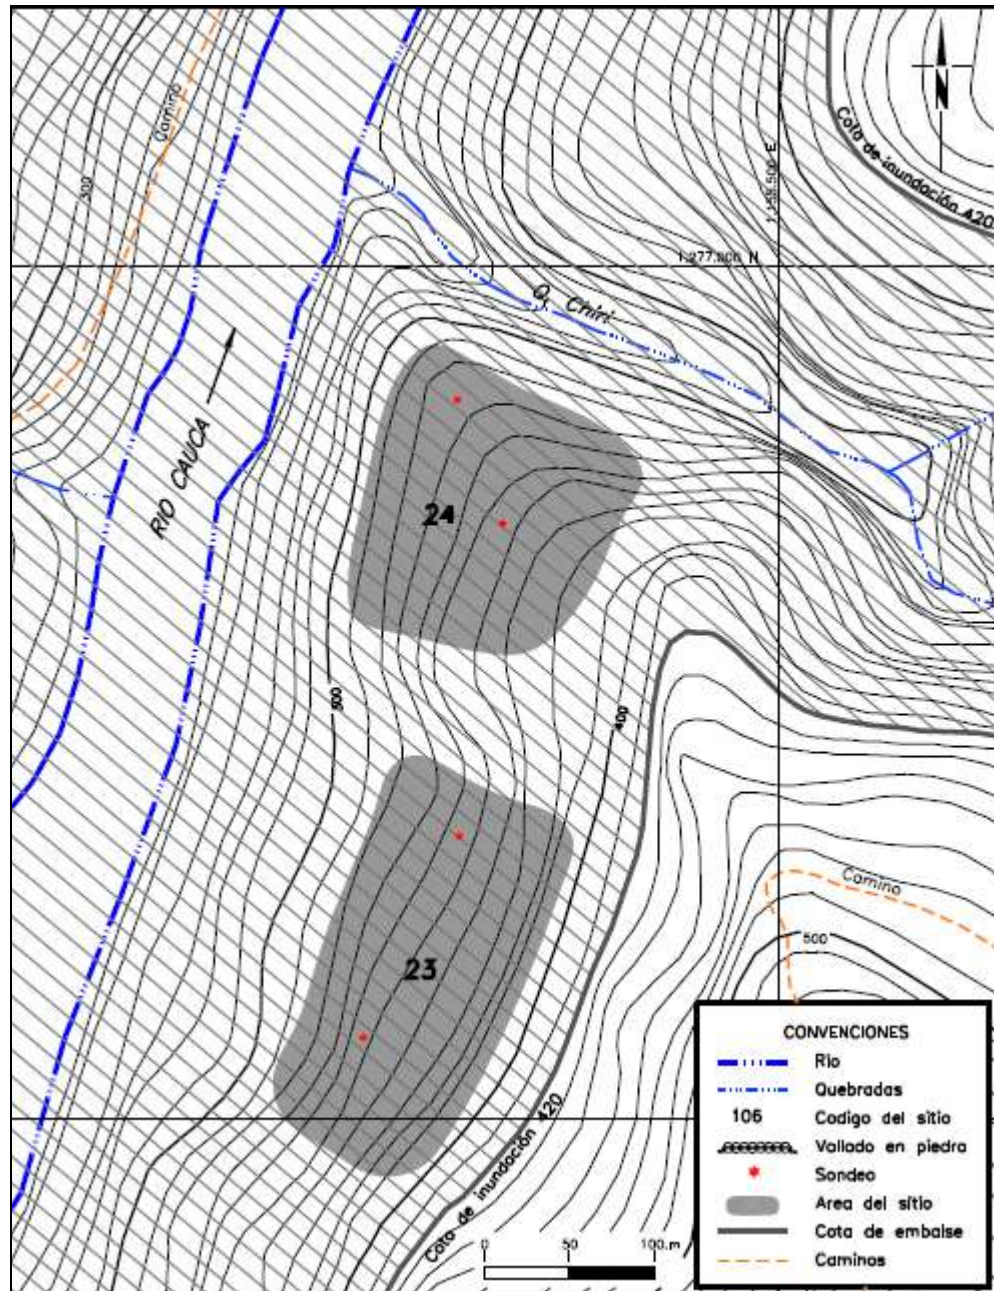 Camino
300
N
Cota de inundación 420
1,277,800 N
Q. Chiri
RIO CAUCA
24
300
400
Camino
500
23
Cota de inundación 420
0 50 100.m
CONVENCIONES
Rio
Quebradas
106 Codigo del sitio
Vallado en piedra
Sondeo
Area del sitio
Cota de embalse
Caminos